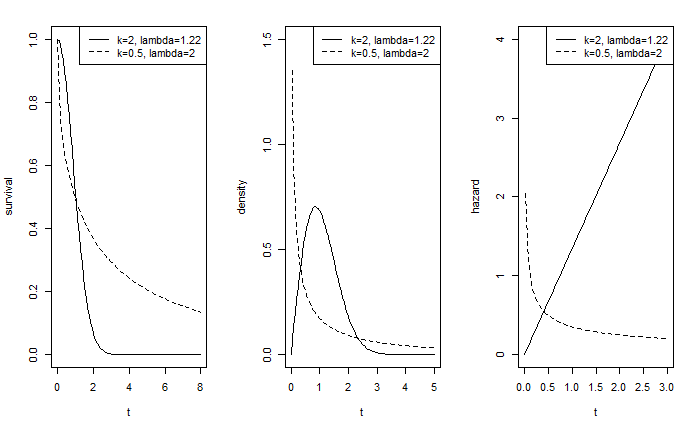 k=2, lambda=1.22
k=0.5, lambda=2
survival
0.0
0.2
0.4
0.6
0.8
1.0
0
2
4
6
8
t
k=2, lambda=1.22
k=0.5, lambda=2
density
0.0
0.5
1.0
1.5
0
1
2
3
4
5
t
k=2, lambda=1.22
k=0.5, lambda=2
hazard
0
1
2
3
4
0.0
0.5
1.0
1.5
2.0
2.5
3.0
t